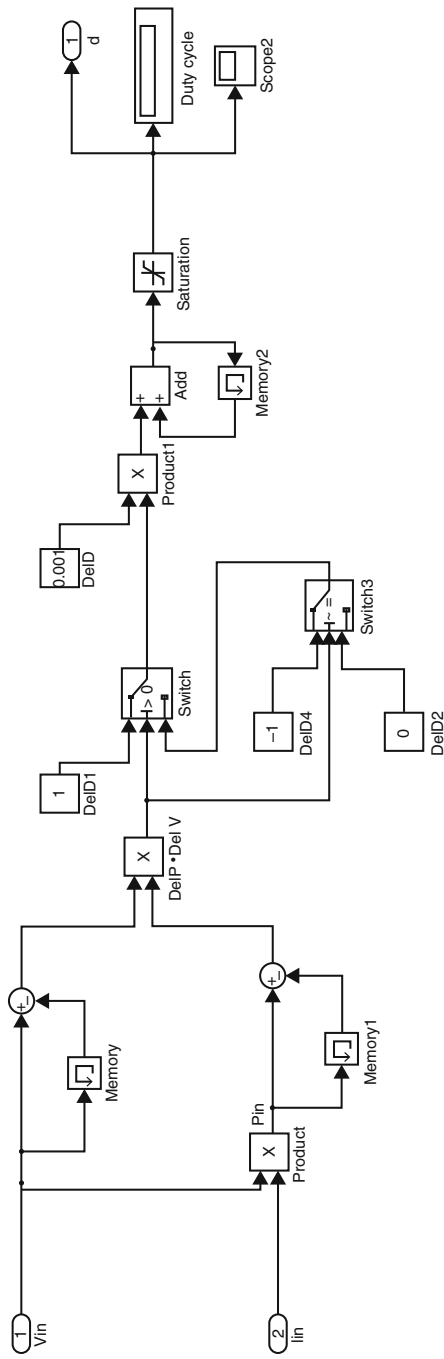 1
Vin
2
Iin
Memory
X
Product
Pin
Memory1
+
−
+
−
X
DelP •Del V
1
DelD1
> 0
Switch
−1
DelD4
0
DelD2
~ =
Switch3
0.001
DelD
X
Product1
+
+
Add
Memory2
Saturation
1
d
Duty cycle
Scope2